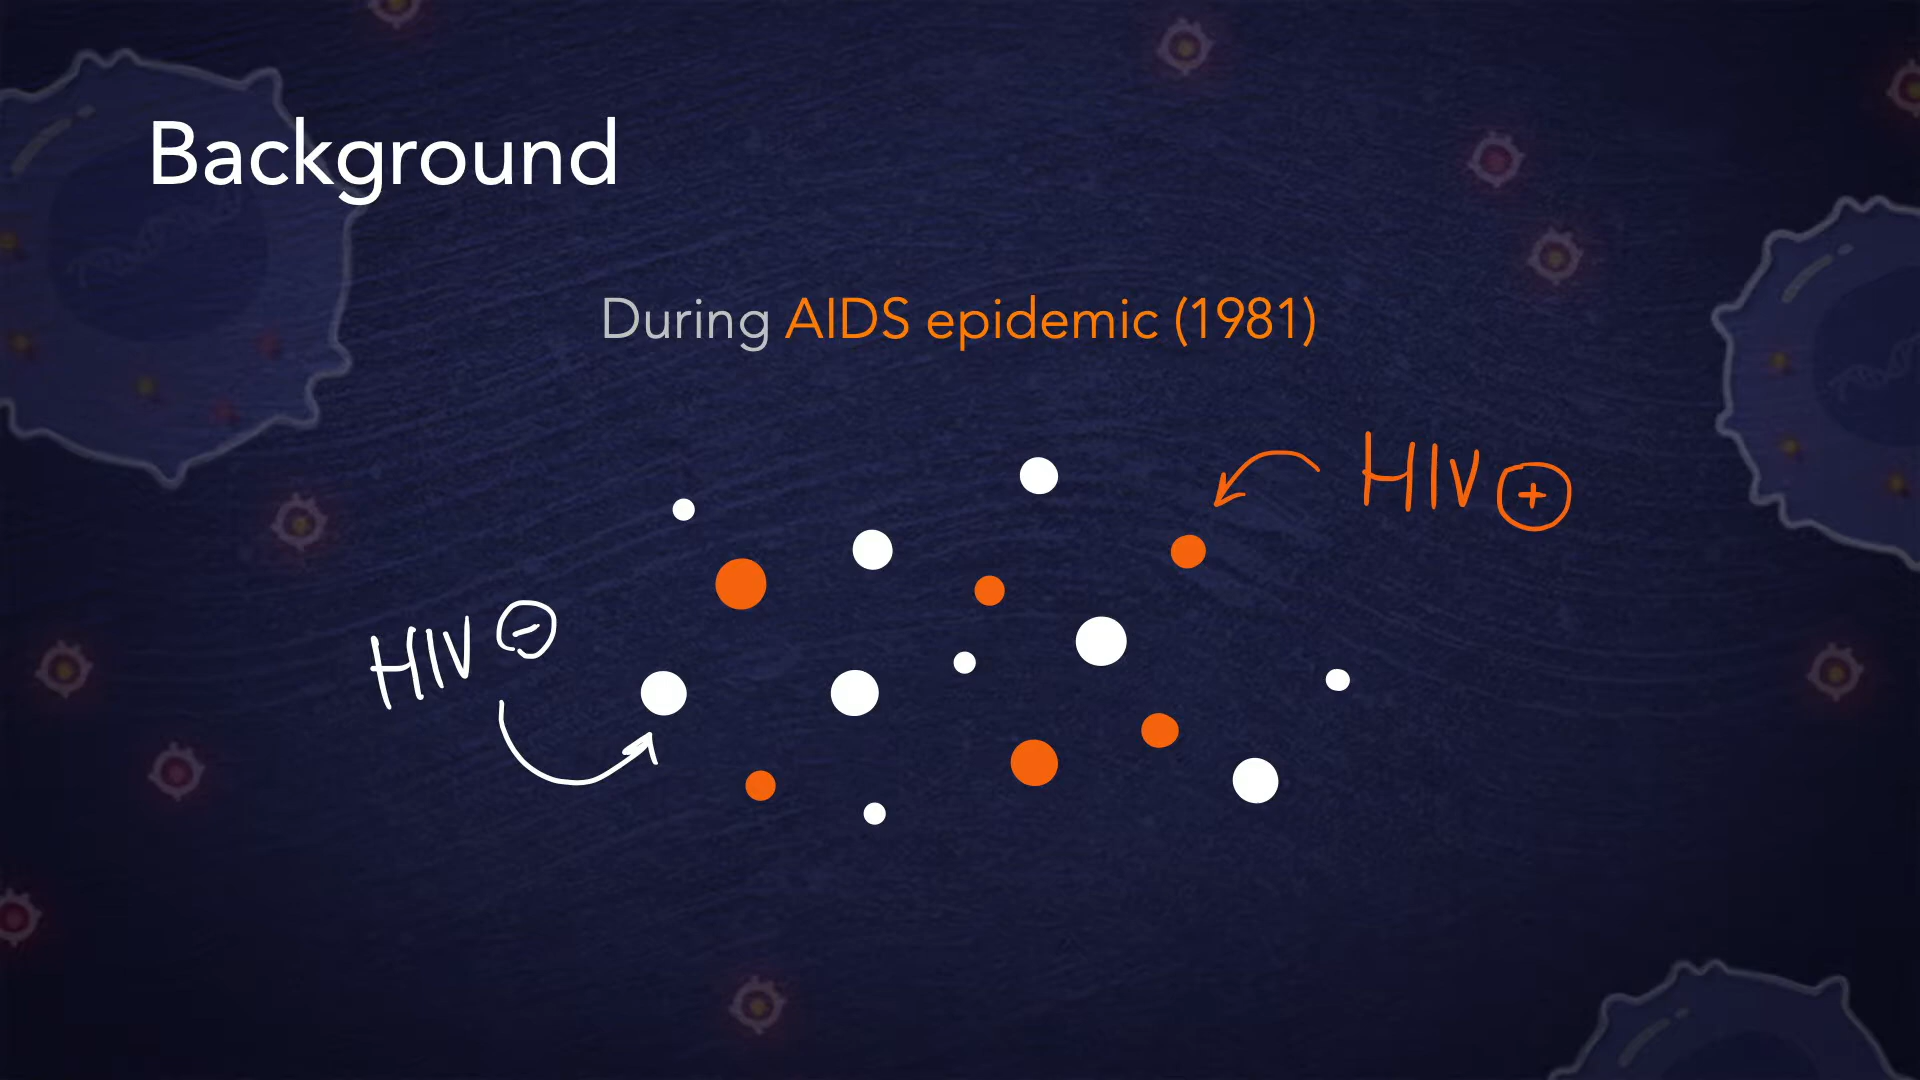 Background
During AIDS epidemic (1981)
HIV +
HIV -